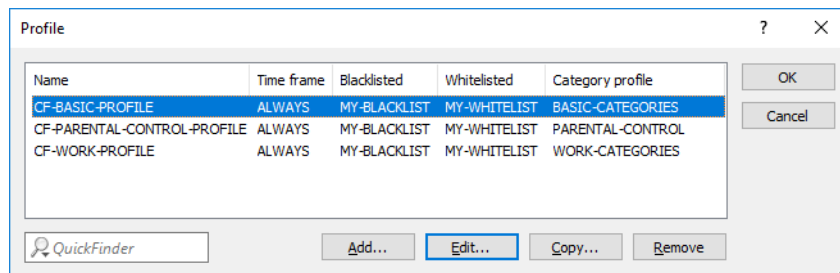 Profile ?
Name Time frame Blacklisted Whitelisted Category profile
CF-BASIC-PROFILE ALWAYS MY-BLACKLIST MY-WHITELIST BASIC-CATEGORIES
CF-PARENTAL-CONTROL-PROFILE ALWAYS MY-BLACKLIST MY-WHITELIST PARENTAL-CONTROL
CF-WORK-PROFILE ALWAYS MY-BLACKLIST MY-WHITELIST WORK-CATEGORIES
OK
Cancel
QuickFinder Add... Edit... Copy... Remove